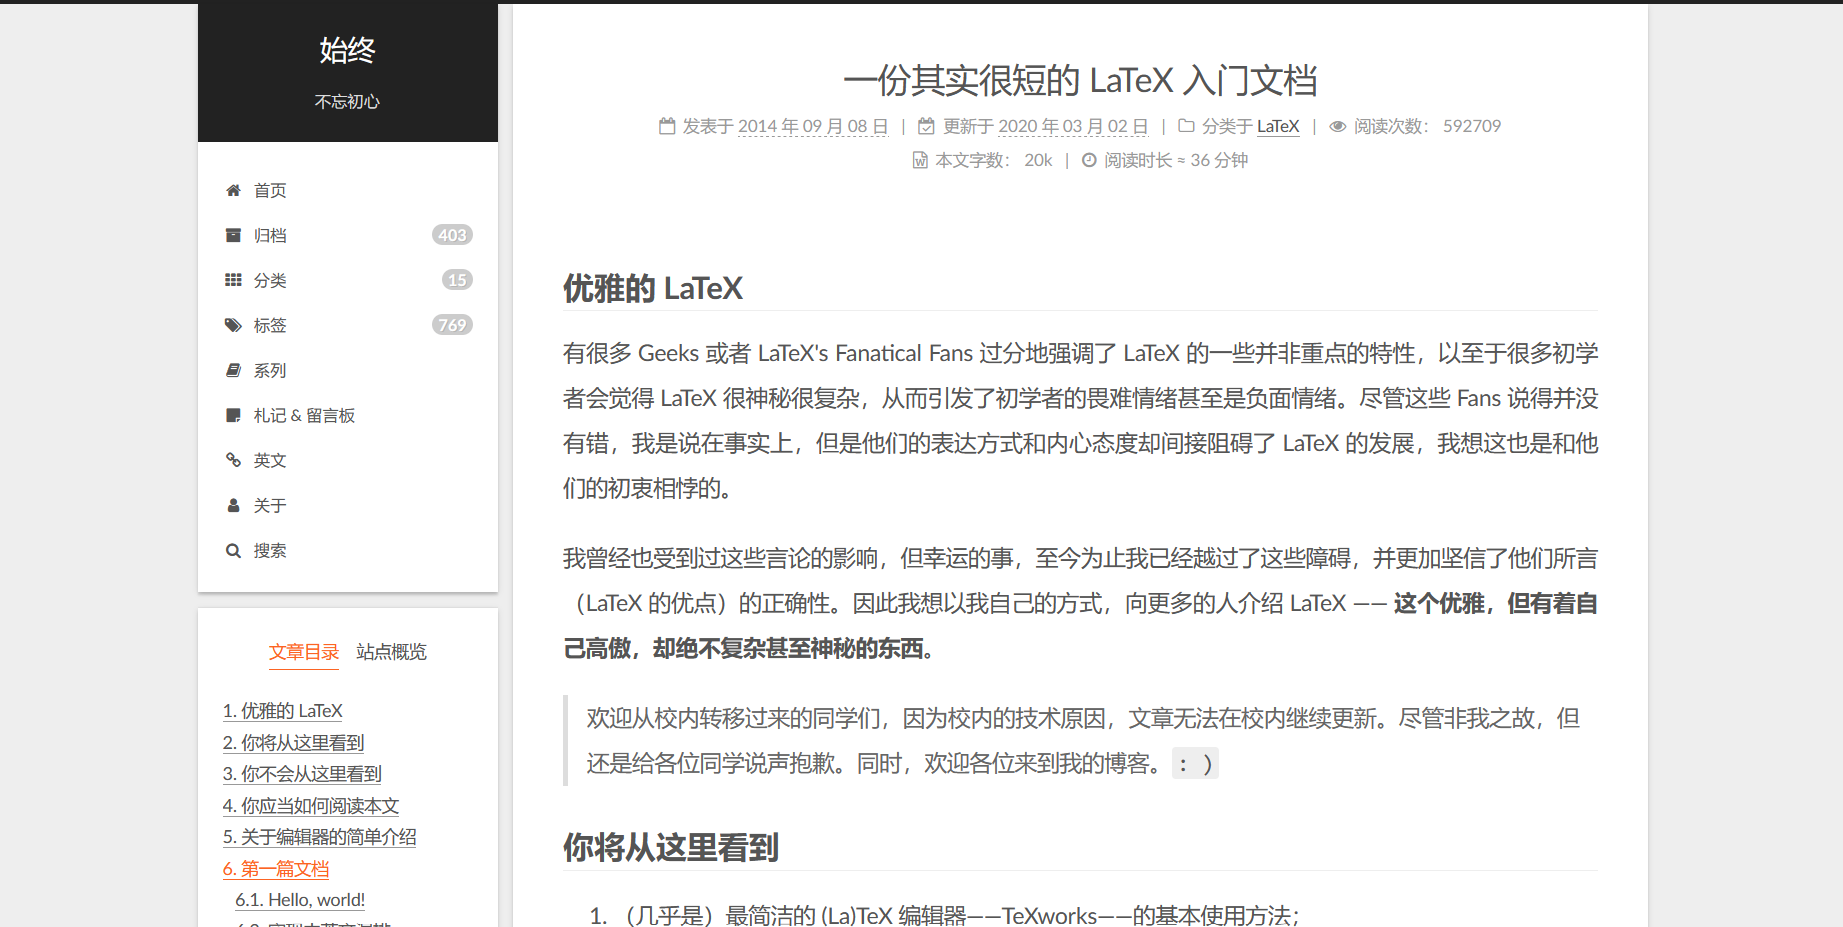 始终
不忘初心
首页
归档 403
分类 15
标签 769
系列
札记 & 留言板
英文
关于
搜索
文章目录 站点概览
1. 优雅的 LaTeX
2. 你将从这里看到
3. 你不会从这里看到
4. 你应当如何阅读本文
5. 关于编辑器的简单介绍
6. 第一篇文档
6.1. Hello, world!
一份其实很短的 LaTeX 入门文档
发表于 2014 年 09 月 08 日 | 更新于 2020 年 03 月 02 日 | 分类于 LaTeX | 阅读次数： 592709
本文字数： 20k | 阅读时长 ≈ 36 分钟
优雅的 LaTeX
有很多 Geeks 或者 LaTeX's Fanatical Fans 过分地强调了 LaTeX 的一些并非重点的特性，以至于很多初学
者会觉得 LaTeX 很神秘很复杂，从而引发了初学者的畏难情绪甚至是负面情绪。尽管这些 Fans 说得并没
有错，我是说在事实上，但是他们的表达方式和内心态度却间接阻碍了 LaTeX 的发展，我想这也是和他
们的初衷相悖的。
我曾经也受到过这些言论的影响，但幸运的事，至今为止我已经越过了这些障碍，并更加坚信了他们所言
（LaTeX 的优点）的正确性。因此我想以我自己的方式，向更多的人介绍 LaTeX —— 这个优雅，但有着自
己高傲，却绝不复杂甚至神秘的东西。
欢迎从校内转移过来的同学们，因为校内的技术原因，文章无法在校内继续更新。尽管非我之故，但
还是给各位同学说声抱歉。同时，欢迎各位来到我的博客。 : )
你将从这里看到
1. （几乎是）最简洁的 (La)TeX 编辑器——TeXworks——的基本使用方法；